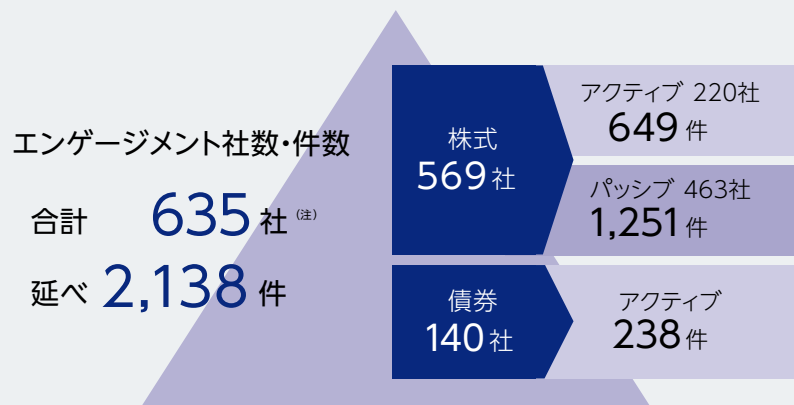 エンゲージメント社数・件数
合計 635 社 (注)
延べ 2,138 件
株式
569 社
アクティブ 220社
649 件
パッシブ 463社
1,251 件
債券
140 社
アクティブ
238 件